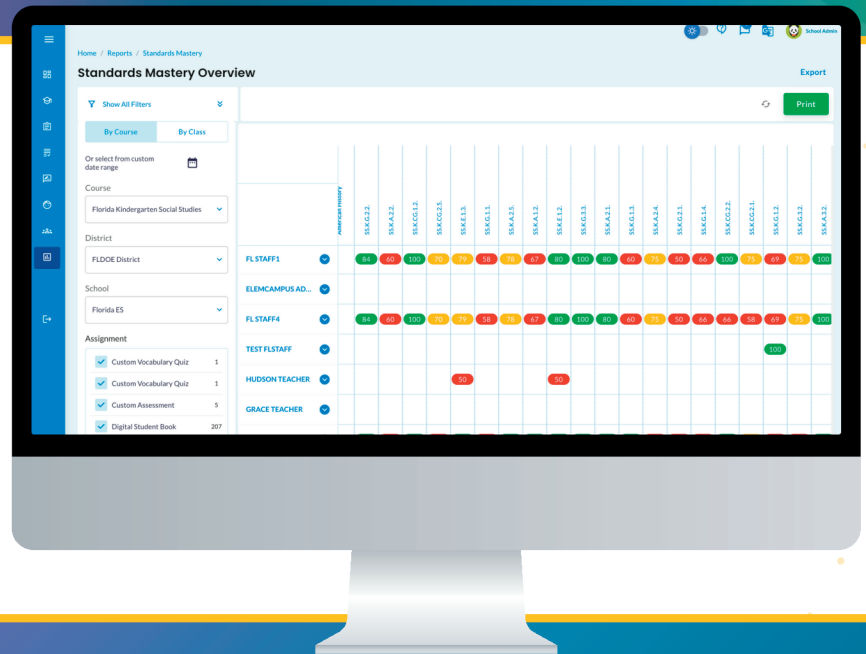 School Admin
Home / Reports / Standards Mastery
Standards Mastery Overview
Export
Show All Filters
Print
By Course By Class
Or select from custom
date range
Course
Florida Kindergarten Social Studies
District
FLDOE District
School
Florida ES
Assignment
Custom Vocabulary Quiz 1
Custom Vocabulary Quiz 1
Custom Assessment 5
Digital Student Book 207
American History SS.K.G.2.2. SS.K.A.2.2. SS.K.CG.1.2. SS.K.CG.2.5. SS.K.E.1.3. SS.K.G.1.1. SS.K.A.2.5. SS.K.A.1.2. SS.K.E.1.2. SS.K.G.3.3. SS.K.A.2.1. SS.K.G.1.3. SS.K.A.2.4. SS.K.G.2.1. SS.K.G.1.4. SS.K.CG.2.2. SS.K.CG.2.1. SS.K.G.1.2. SS.K.G.3.2. SS.K.A.3.2.
FL STAFF1 84 60 100 70 79 58 78 67 80 100 80 60 75 50 66 100 75 69 75 100
ELEMCAMPUS AD...
FL STAFF4 84 60 100 70 79 58 78 67 80 100 80 60 75 50 66 66 58 69 75 100
TEST FLSTAFF 100
HUDSON TEACHER 50 50
GRACE TEACHER